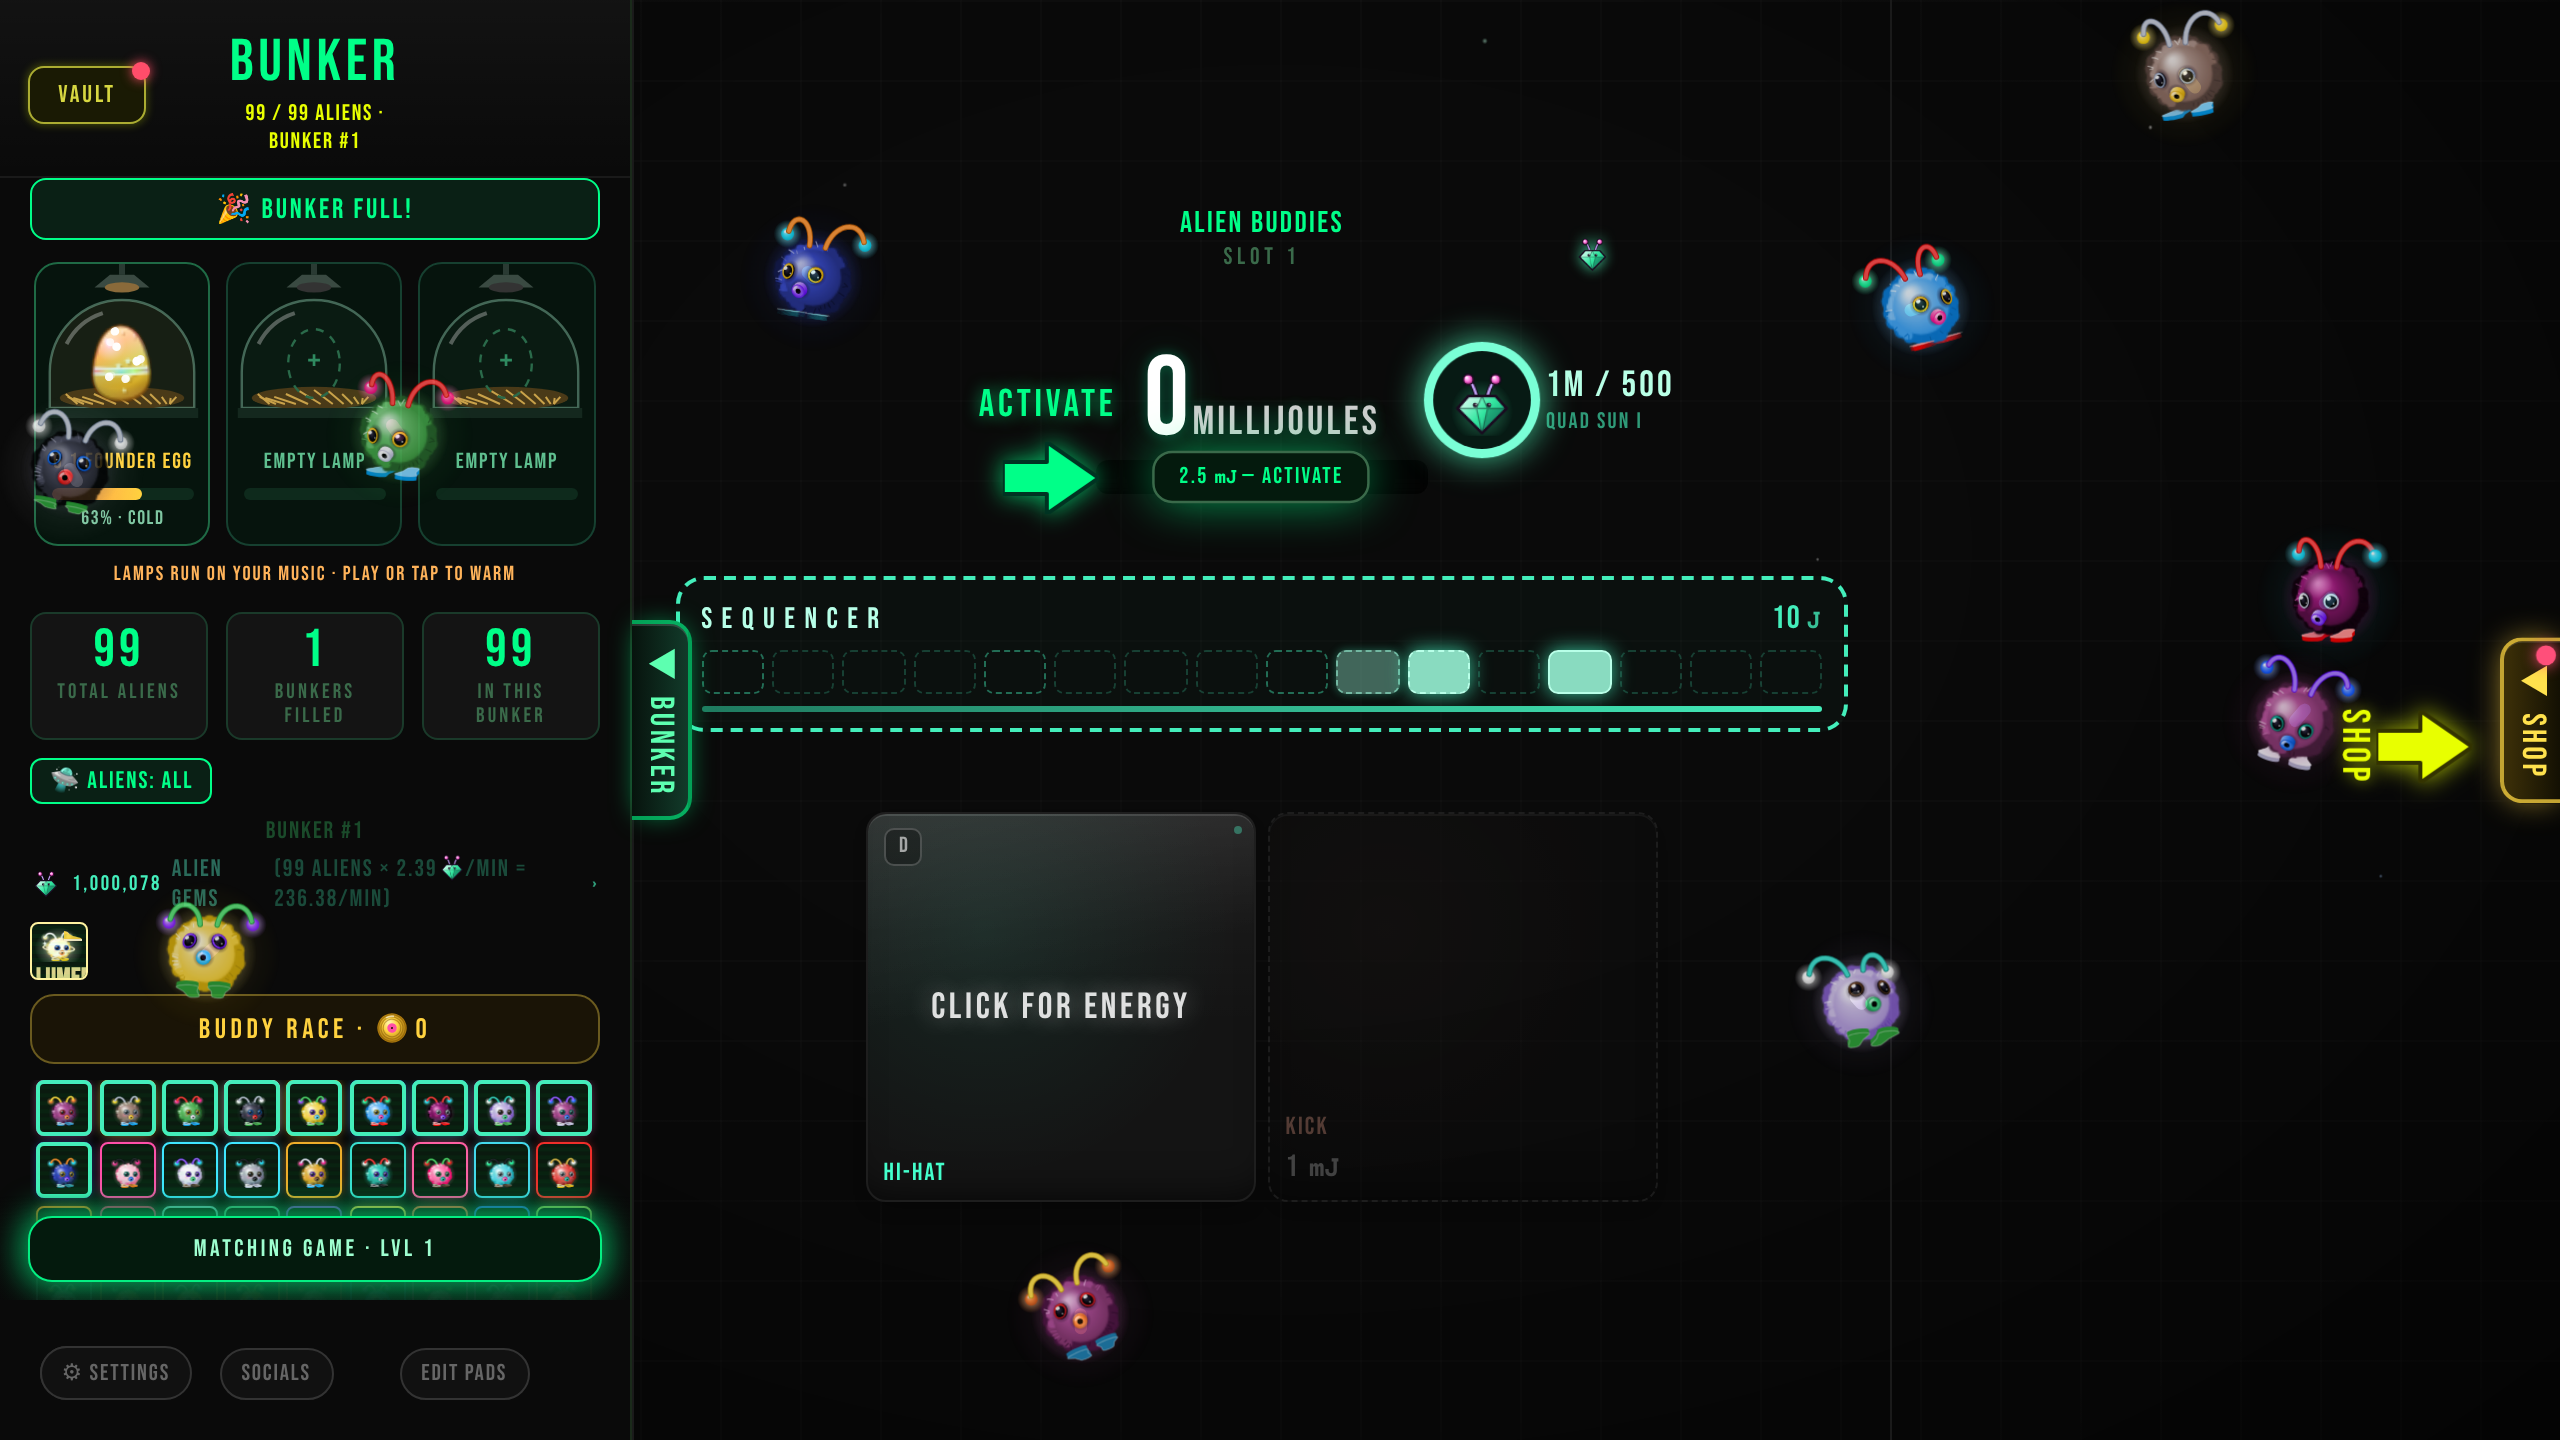 BUNKER
VAULT
99 / 99 ALIENS ·
BUNKER #1
🎉 BUNKER FULL!
UNDER EGG
63% · COLD
EMPTY LAMP
EMPTY LAMP
LAMPS RUN ON YOUR MUSIC · PLAY OR TAP TO WARM
99
TOTAL ALIENS
1
BUNKERS
FILLED
99
IN THIS
BUNKER
🛸 ALIENS: ALL
BUNKER #1
1,000,078
ALIEN
GEMS
(99 ALIENS × 2.39 /MIN =
236.38/MIN)
BUDDY RACE · 0
MATCHING GAME · LVL 1
⚙ SETTINGS
SOCIALS
EDIT PADS
ALIEN BUDDIES
SLOT 1
ACTIVATE
0 MILLIJOULES
2.5 mJ — ACTIVATE
1M / 500
QUAD SUN I
SEQUENCER
10 J
◀ BUNKER
D
CLICK FOR ENERGY
HI-HAT
KICK
1 mJ
SHOP
◀ SHOP